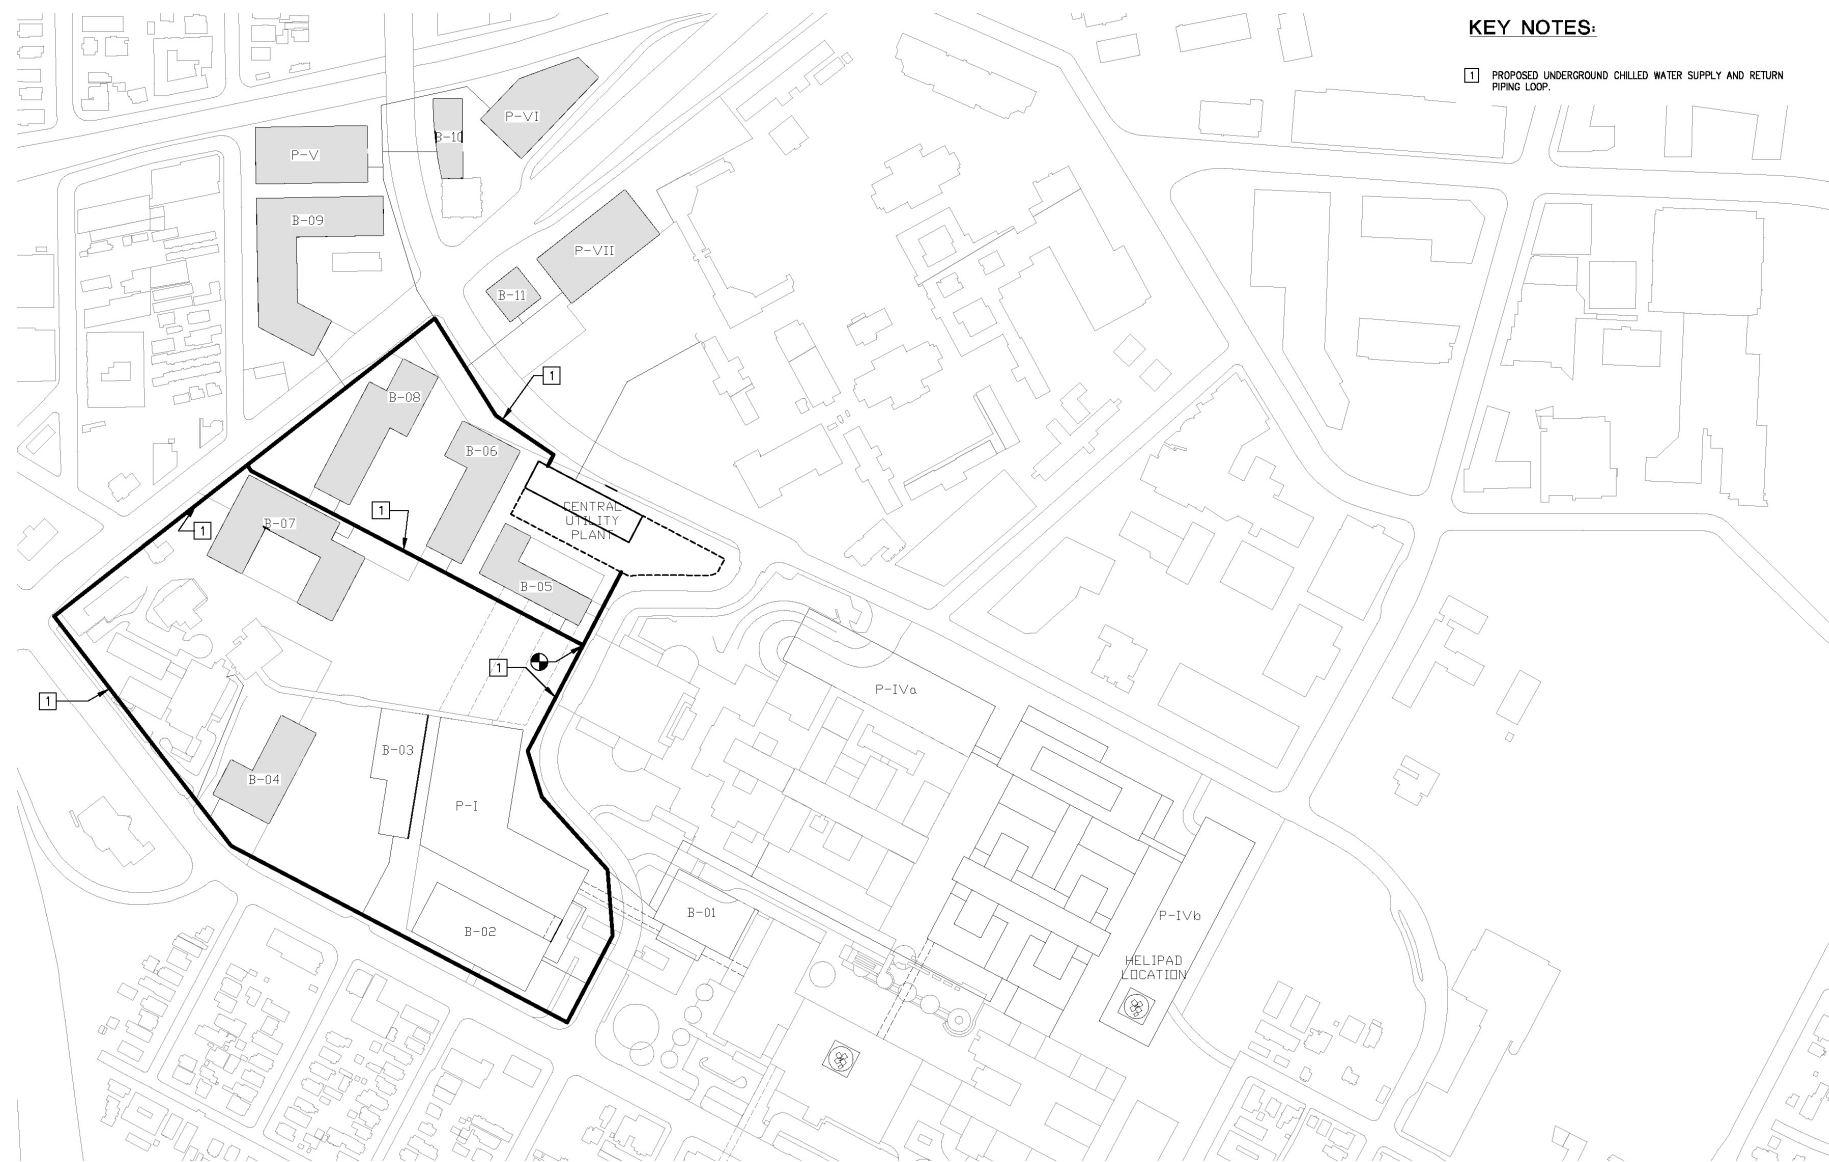 KEY NOTES:
1 PROPOSED UNDERGROUND CHILLED WATER SUPPLY AND RETURN
PIPING LOOP.
P-VI
B-10
P-V
B-09
P-VII
B-11
1
B-08
B-06
CENTRAL
UTILITY
PLANT
1
B-07
1
B-05
1
P-IVa
1
B-03
B-04
P-I
B-01
P-IVb
B-02
HELIPAD
LOCATION